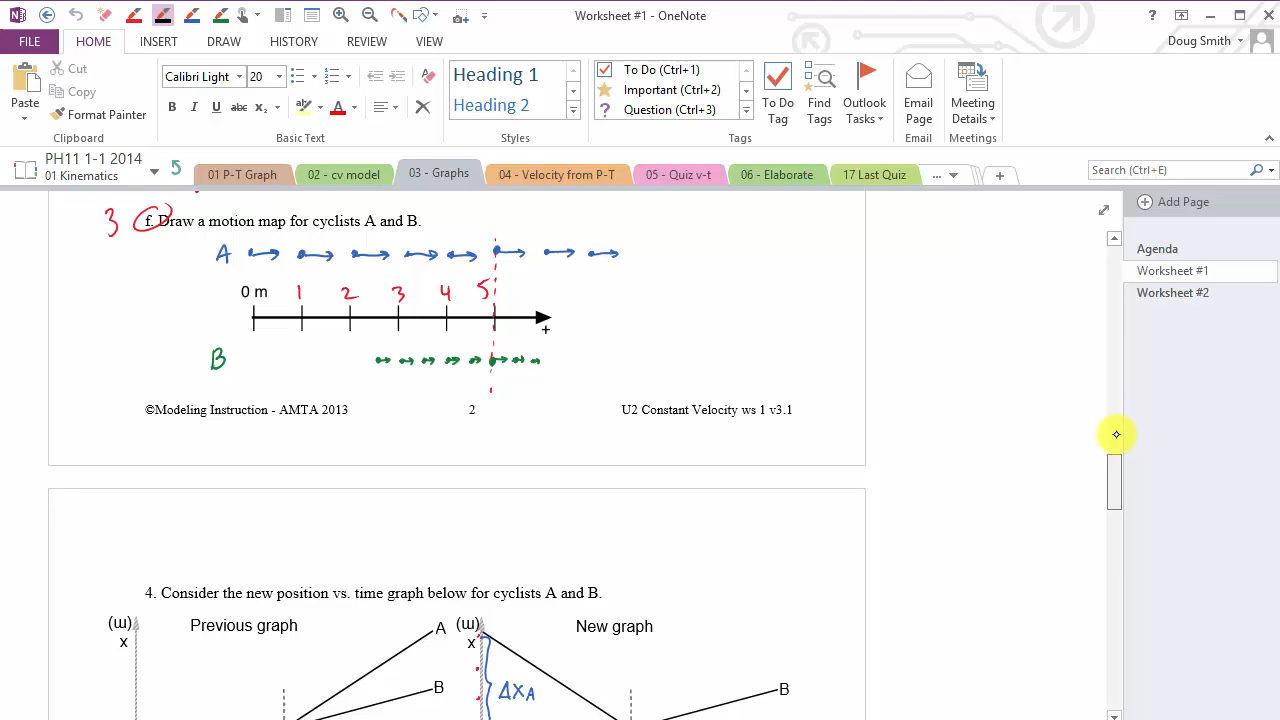 Worksheet #1 - OneNote
FILE HOME INSERT DRAW HISTORY REVIEW VIEW
Doug Smith
Paste
Cut
Copy
Format Painter
Clipboard
Calibri Light 20
B I U abc x₂ A
Basic Text
Heading 1
Heading 2
Styles
To Do (Ctrl+1)
Important (Ctrl+2)
Question (Ctrl+3)
To Do Tag
Find Tags
Tags
Outlook Tasks
Email Page
Email
Meeting Details
Meetings
PH11 1-1 2014
01 Kinematics
01 P-T Graph
02 - cv model
03 - Graphs
04 - Velocity from P-T
05 - Quiz v-t
06 - Elaborate
17 Last Quiz
...
Search (Ctrl+E)
Add Page
Agenda
Worksheet #1
Worksheet #2
3 f. Draw a motion map for cyclists A and B.
A
0 m 1 2 3 4 5
+
B
©Modeling Instruction - AMTA 2013 2 U2 Constant Velocity ws 1 v3.1
4. Consider the new position vs. time graph below for cyclists A and B.
(m) x Previous graph A
B
(m) x New graph
ΔxA
B